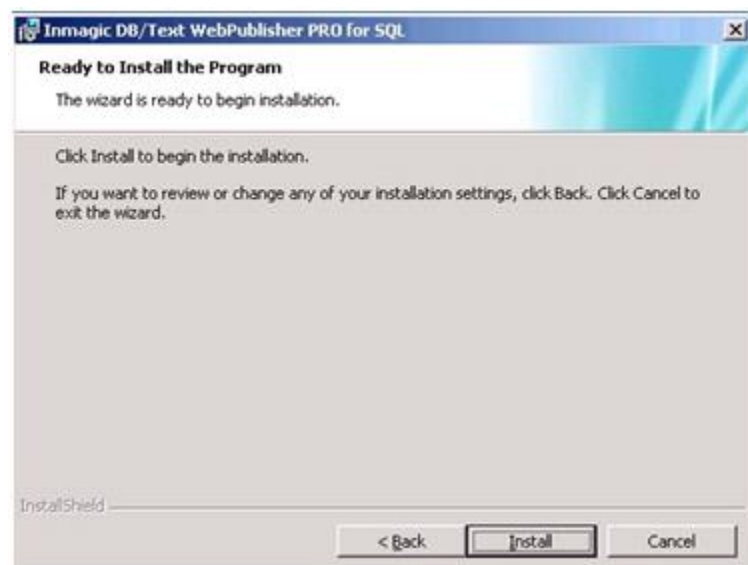 Inmagic DB/Text WebPublisher PRO for SQL
Ready to Install the Program
The wizard is ready to begin installation.
Click Install to begin the installation.
If you want to review or change any of your installation settings, click Back. Click Cancel to
exit the wizard.
InstallShield
< Back Install Cancel